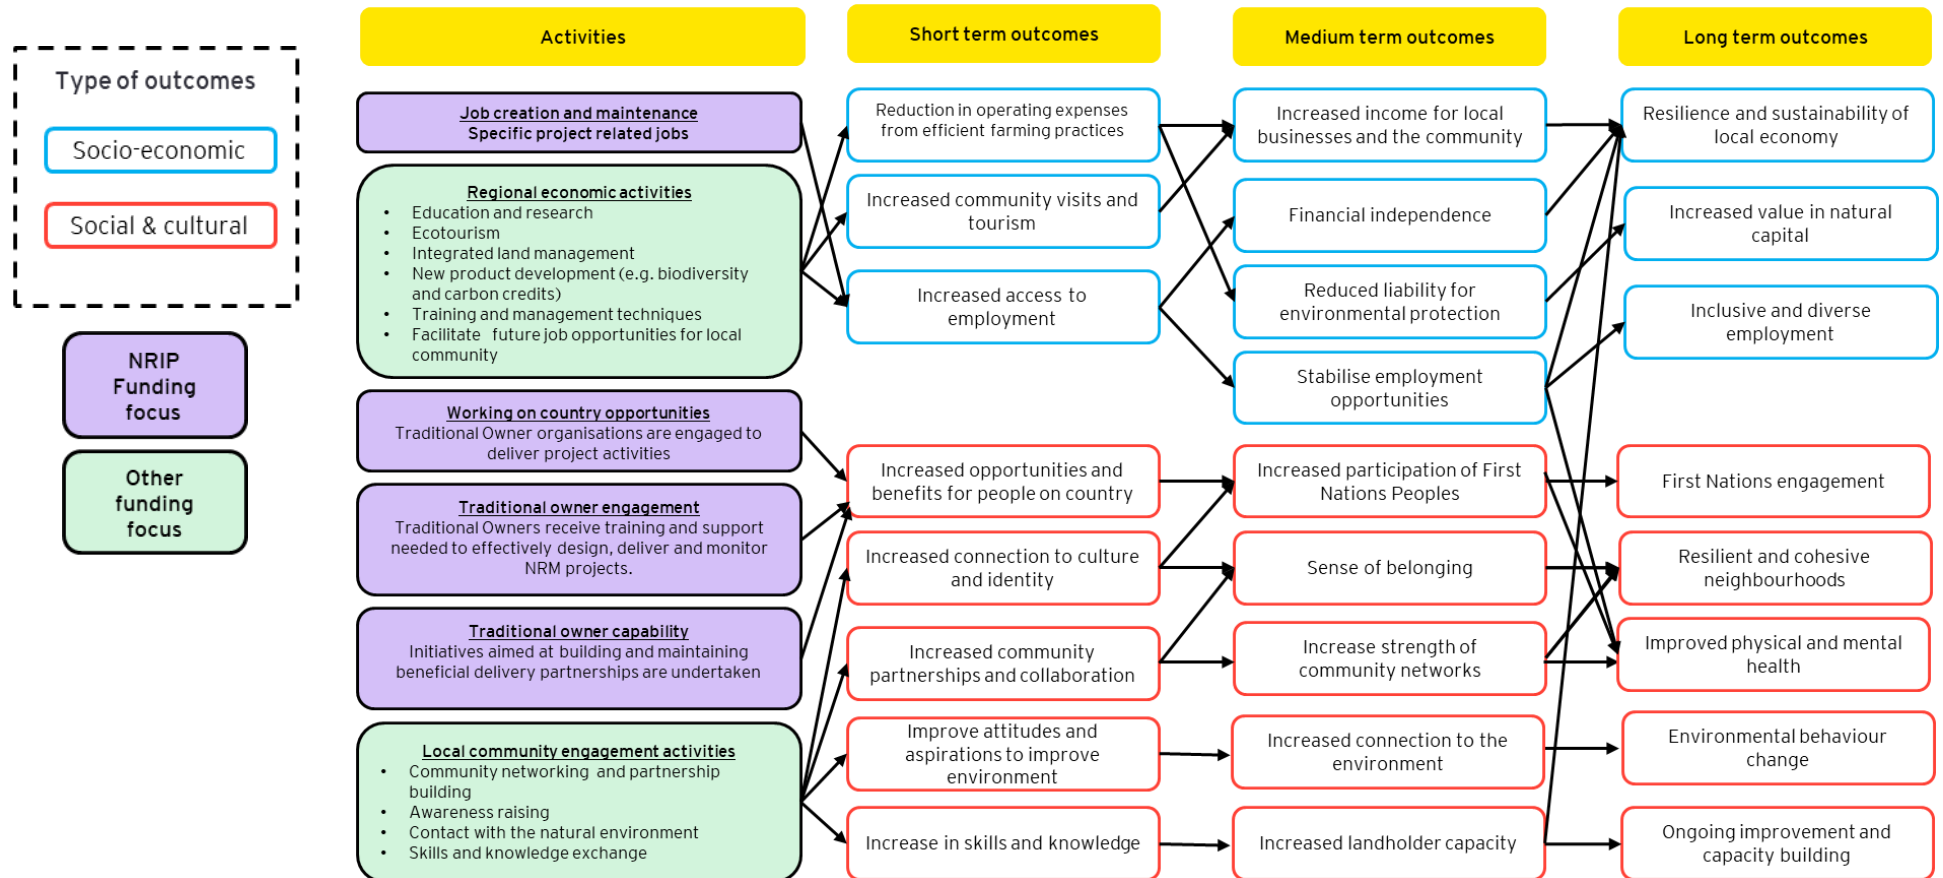 Type of outcomes
Socio-economic
Social & cultural
NRIP
Funding
focus
Other
funding
focus
Activities
Job creation and maintenance
Specific project related jobs
Regional economic activities
• Education and research
• Ecotourism
• Integrated land management
• New product development (e.g. biodiversity
and carbon credits)
• Training and management techniques
• Facilitate future job opportunities for local
community
Working on country opportunities
Traditional Owner organisations are engaged to
deliver project activities
Traditional owner engagement
Traditional Owners receive training and support
needed to effectively design, deliver and monitor
NRM projects.
Traditional owner capability
Initiatives aimed at building and maintaining
beneficial delivery partnerships are undertaken
Local community engagement activities
• Community networking and partnership
building
• Awareness raising
• Contact with the natural environment
• Skills and knowledge exchange
Short term outcomes
Reduction in operating expenses
from efficient farming practices
Increased community visits and
tourism
Increased access to
employment
Increased opportunities and
benefits for people on country
Increased connection to culture
and identity
Increased community
partnerships and collaboration
Improve attitudes and
aspirations to improve
environment
Increase in skills and knowledge
Medium term outcomes
Increased income for local
businesses and the community
Financial independence
Reduced liability for
environmental protection
Stabilise employment
opportunities
Increased participation of First
Nations Peoples
Sense of belonging
Increase strength of
community networks
Increased connection to the
environment
Increased landholder capacity
Long term outcomes
Resilience and sustainability of
local economy
Increased value in natural
capital
Inclusive and diverse
employment
First Nations engagement
Resilient and cohesive
neighbourhoods
Improved physical and mental
health
Environmental behaviour
change
Ongoing improvement and
capacity building